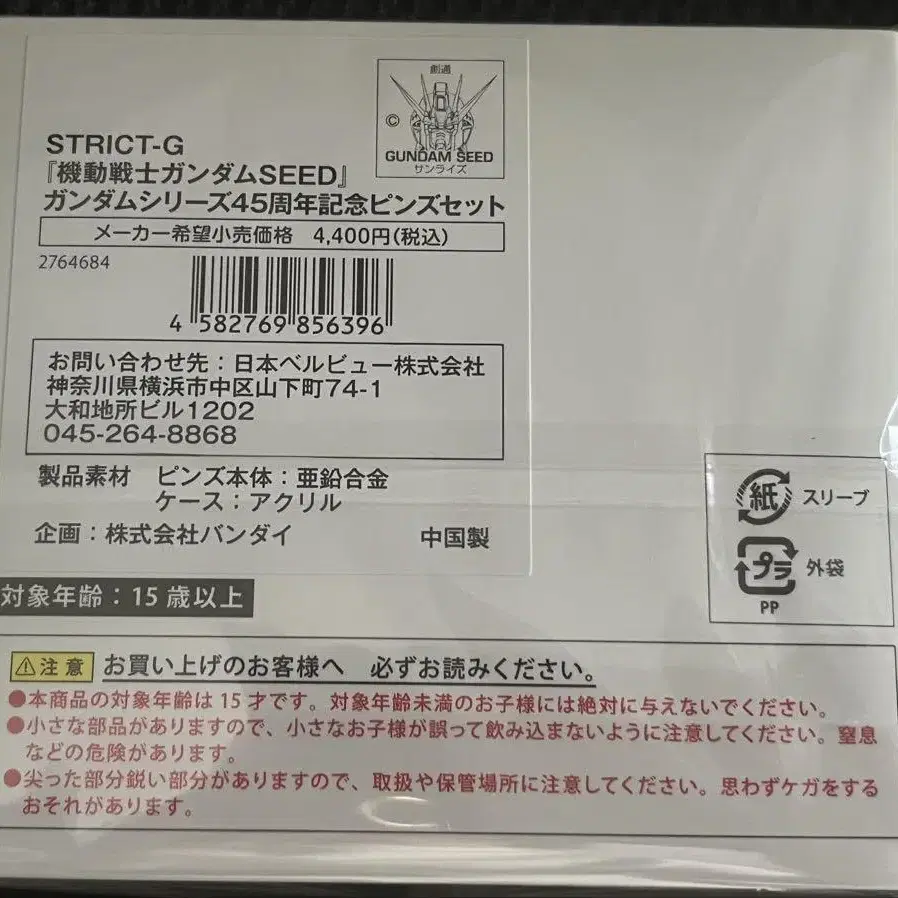 創通
©
GUNDAM SEED
サンライズ
STRICT-G
『機動戦士ガンダムSEED』
ガンダムシリーズ45周年記念ピンズセット
メーカー希望小売価格 4,400円(税込)
2764684
4 582769 856396
お問い合わせ先：日本ベルビュー株式会社
神奈川県横浜市中区山下町74-1
大和地所ビル1202
045-264-8868
製品素材 ピンズ本体：亜鉛合金
ケース：アクリル
企画：株式会社バンダイ 中国製
紙 スリーブ
プラ 外袋
PP
対象年齢：15歳以上
⚠注意 お買い上げのお客様へ 必ずお読みください。
●本商品の対象年齢は15才です。対象年齢未満のお子様には絶対に与えないでください。
●小さな部品がありますので、小さなお子様が誤って飲み込まないように注意してください。窒息
などの危険があります。
●尖った部分鋭い部分がありますので、取扱や保管場所に注意してください。思わずケガをする
おそれがあります。